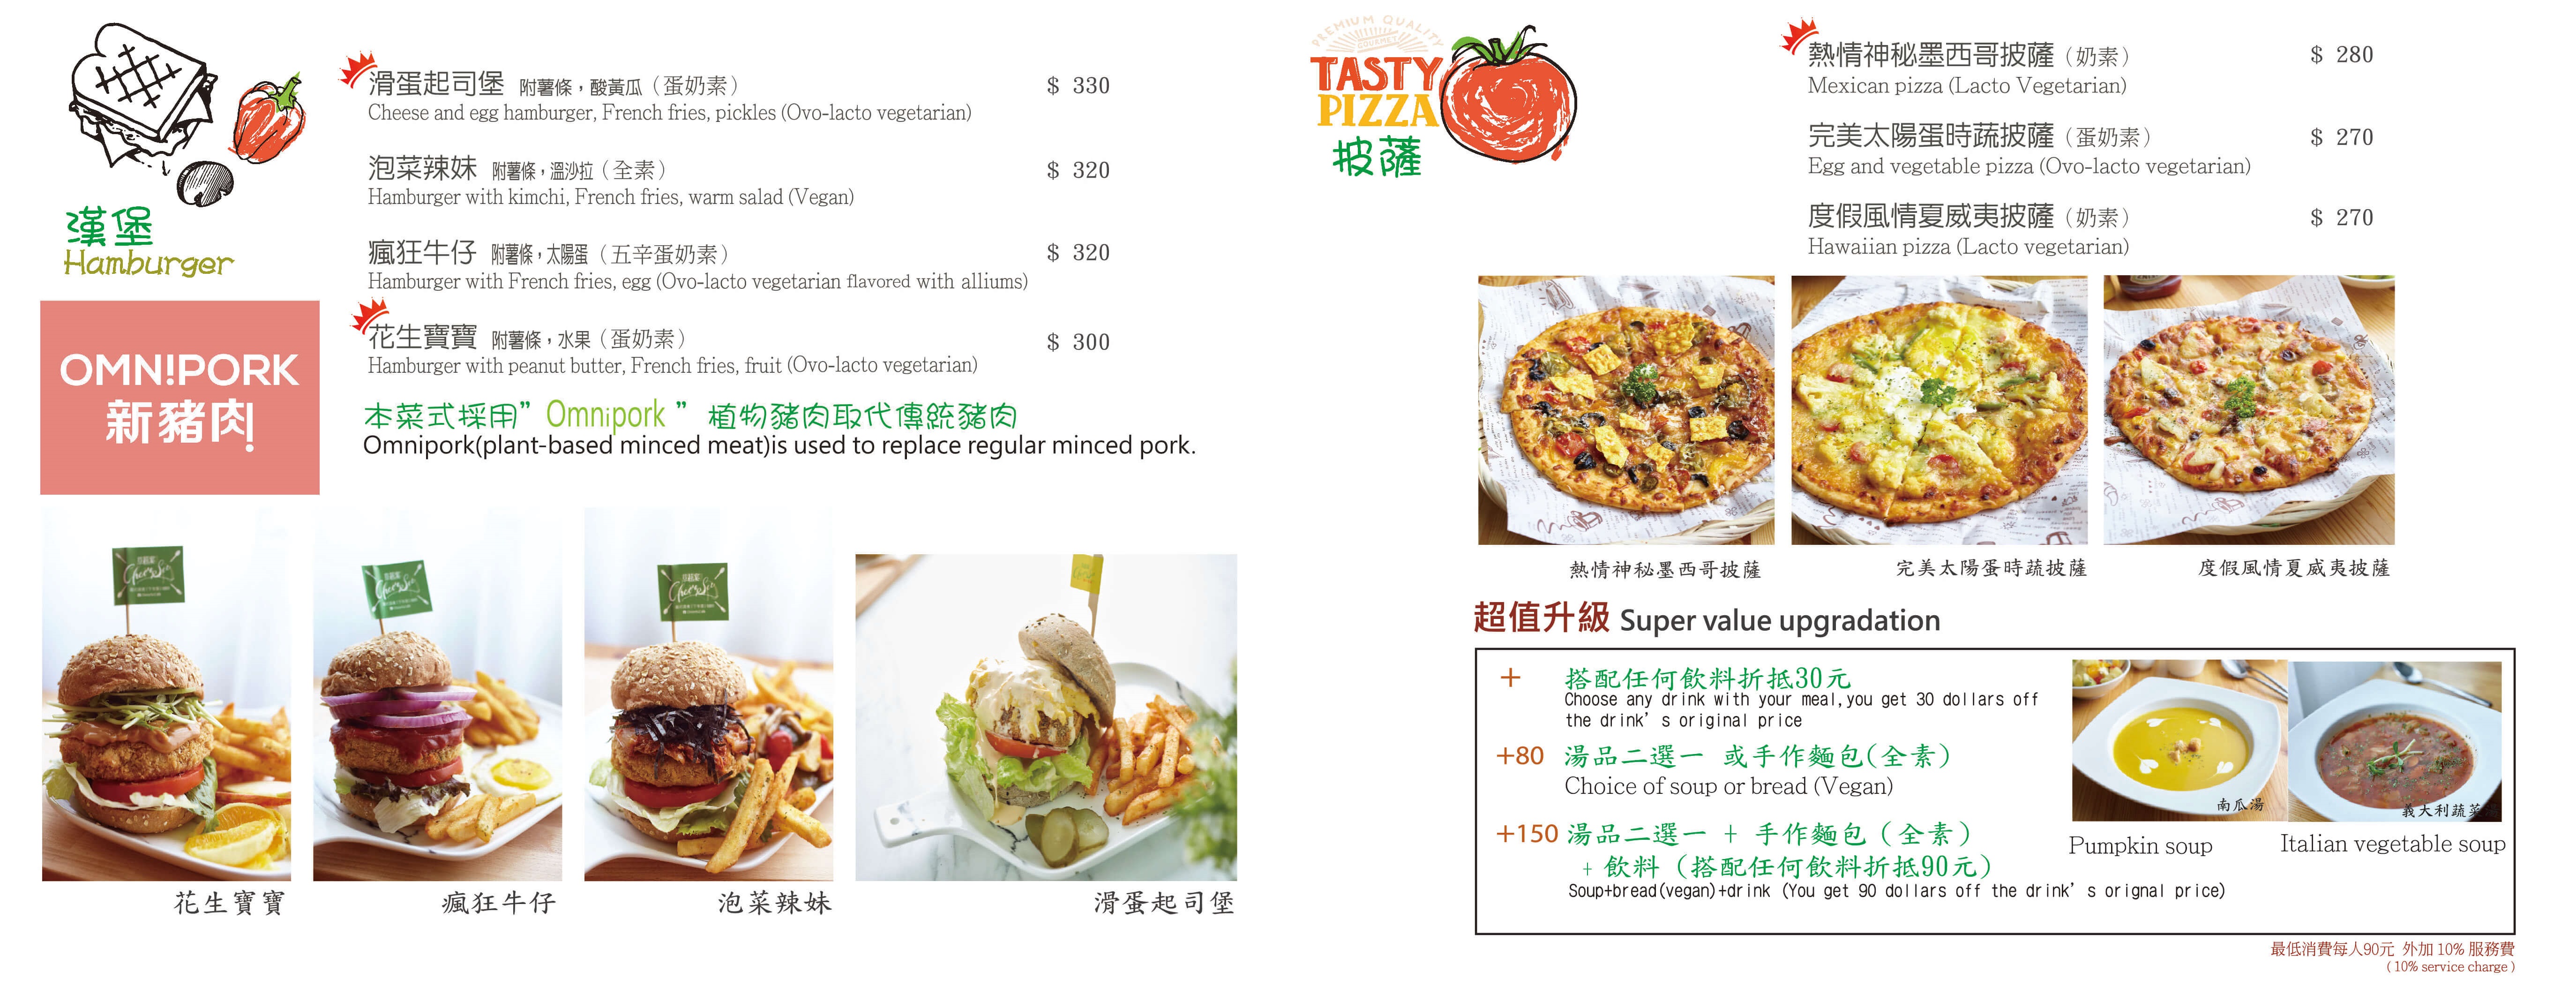 漢堡
Hamburger
滑蛋起司堡 附薯條，酸黃瓜（蛋奶素） $ 330
Cheese and egg hamburger, French fries, pickles (Ovo-lacto vegetarian)
泡菜辣妹 附薯條，溫沙拉（全素） $ 320
Hamburger with kimchi, French fries, warm salad (Vegan)
瘋狂牛仔 附薯條，太陽蛋（五辛蛋奶素） $ 320
Hamburger with French fries, egg (Ovo-lacto vegetarian flavored with alliums)
花生寶寶 附薯條，水果（蛋奶素） $ 300
Hamburger with peanut butter, French fries, fruit (Ovo-lacto vegetarian)
OMN!PORK
新豬肉
本菜式採用”Omnipork ” 植物豬肉取代傳統豬肉
Omnipork(plant-based minced meat)is used to replace regular minced pork.
花生寶寶
瘋狂牛仔
泡菜辣妹
滑蛋起司堡
PREMIUM QUALITY
GOURMET
TASTY
PIZZA
披薩
熱情神秘墨西哥披薩（奶素） $ 280
Mexican pizza (Lacto Vegetarian)
完美太陽蛋時蔬披薩（蛋奶素） $ 270
Egg and vegetable pizza (Ovo-lacto vegetarian)
度假風情夏威夷披薩（奶素） $ 270
Hawaiian pizza (Lacto vegetarian)
熱情神秘墨西哥披薩
完美太陽蛋時蔬披薩
度假風情夏威夷披薩
超值升級 Super value upgradation
+ 搭配任何飲料折抵30元
Choose any drink with your meal,you get 30 dollars off
the drink’s original price
+80 湯品二選一 或手作麵包(全素)
Choice of soup or bread (Vegan)
+150 湯品二選一 + 手作麵包（全素）
+ 飲料（搭配任何飲料折抵90元）
Soup+bread(vegan)+drink (You get 90 dollars off the drink’s orignal price)
南瓜湯
義大利蔬菜
Pumpkin soup
Italian vegetable soup
最低消費每人90元 外加 10% 服務費
( 10% service charge )